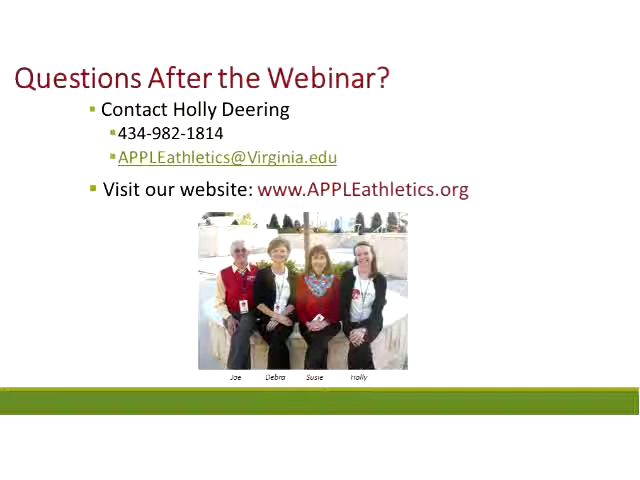 Questions After the Webinar?
▪ Contact Holly Deering
▪434-982-1814
▪APPLEathletics@Virginia.edu
▪ Visit our website: www.APPLEathletics.org
Joe Debra Susie Holly